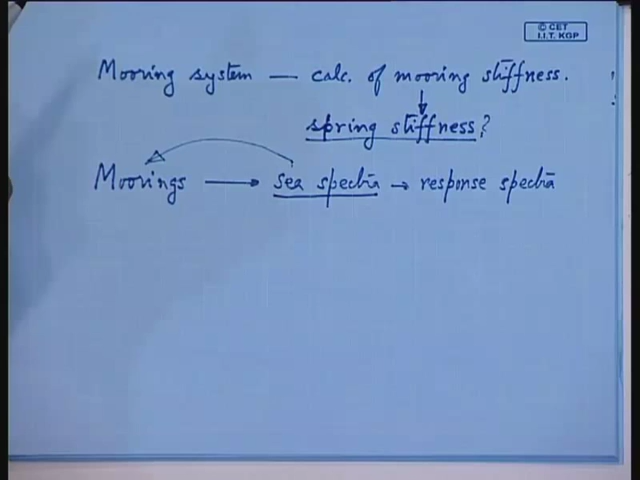 © CET
I.I.T. KGP
Mooring system — calc. of mooring stiffness.
spring stiffness?
Moorings → sea spectra → response spectra